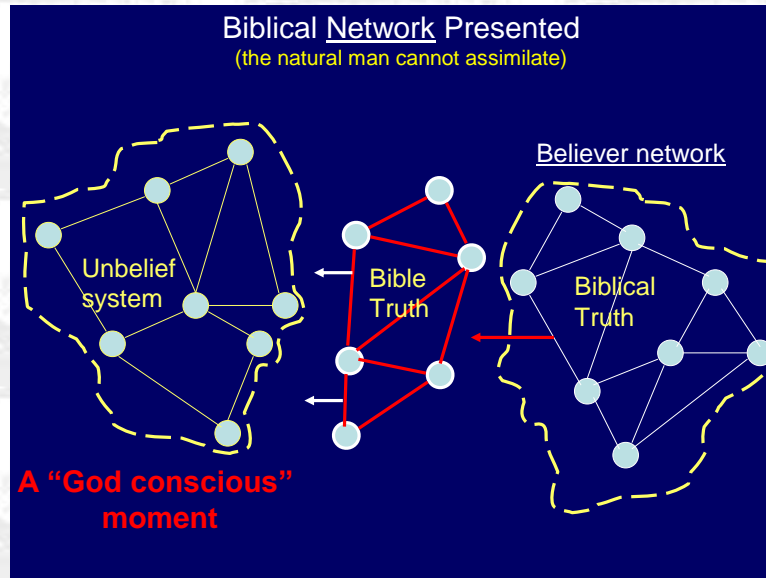 Biblical Network Presented
(the natural man cannot assimilate)
Believer network
Unbelief
system
Bible
Truth
Biblical
Truth
A “God conscious”
moment